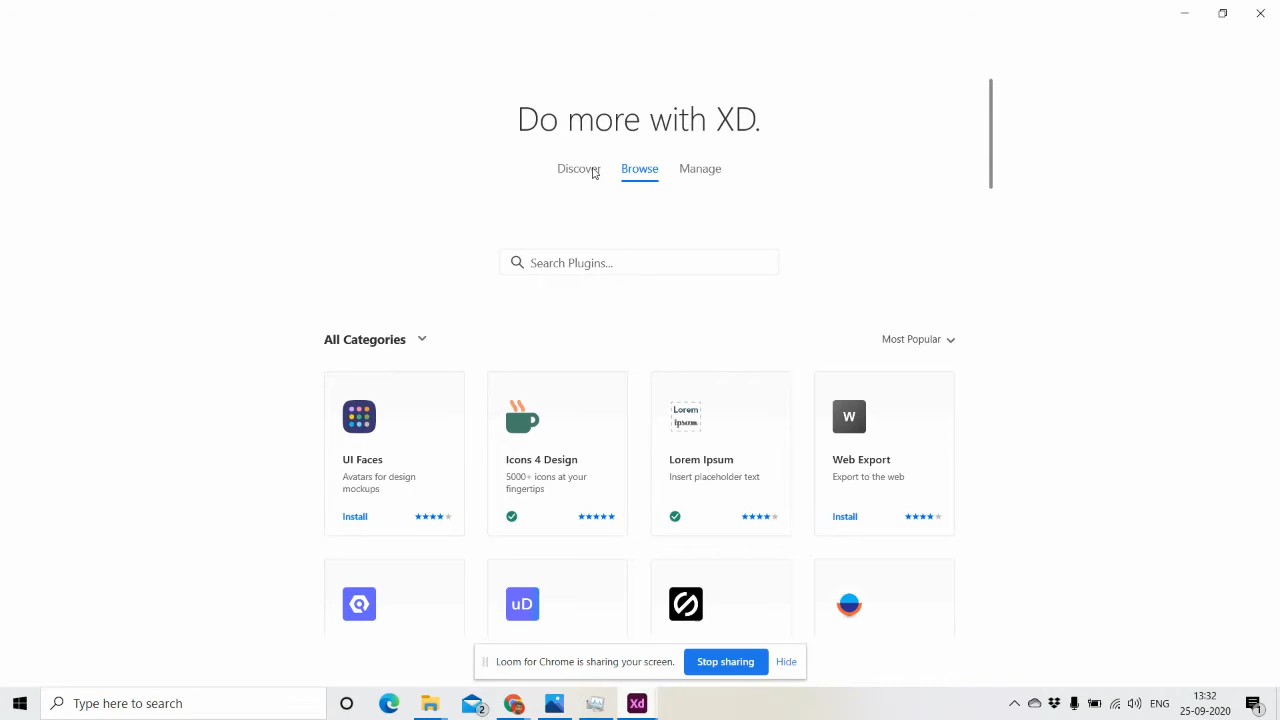 Do more with XD.
Discover Browse Manage
Search Plugins...
All Categories
Most Popular
UI Faces
Avatars for design
mockups
Install
Icons 4 Design
5000+ icons at your
fingertips
Lorem
Ipsum
Lorem Ipsum
Insert placeholder text
W
Web Export
Export to the web
Install
uD
Loom for Chrome is sharing your screen.
Stop sharing
Hide
Type here to search
2
Xd
ENG
13:32
25-09-2020
1